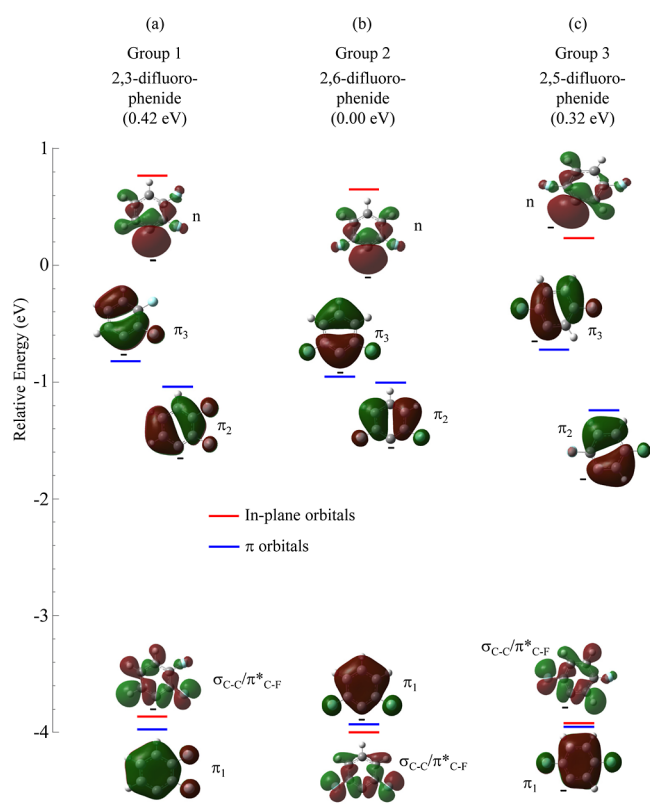 (a)
(b)
(c)
Group 1
Group 2
Group 3
2,3-difluoro-
phenide
(0.42 eV)
2,6-difluoro-
phenide
(0.00 eV)
2,5-difluoro-
phenide
(0.32 eV)
Relative Energy (eV)
1
0
-1
-2
-3
-4
n
-
π3
-
π2
-
n
-
π3
-
π2
-
n
-
π3
-
π2
-
In-plane orbitals
π orbitals
σC-C/π*C-F
-
π1
π1
-
σC-C/π*C-F
σC-C/π*C-F
-
π1
-